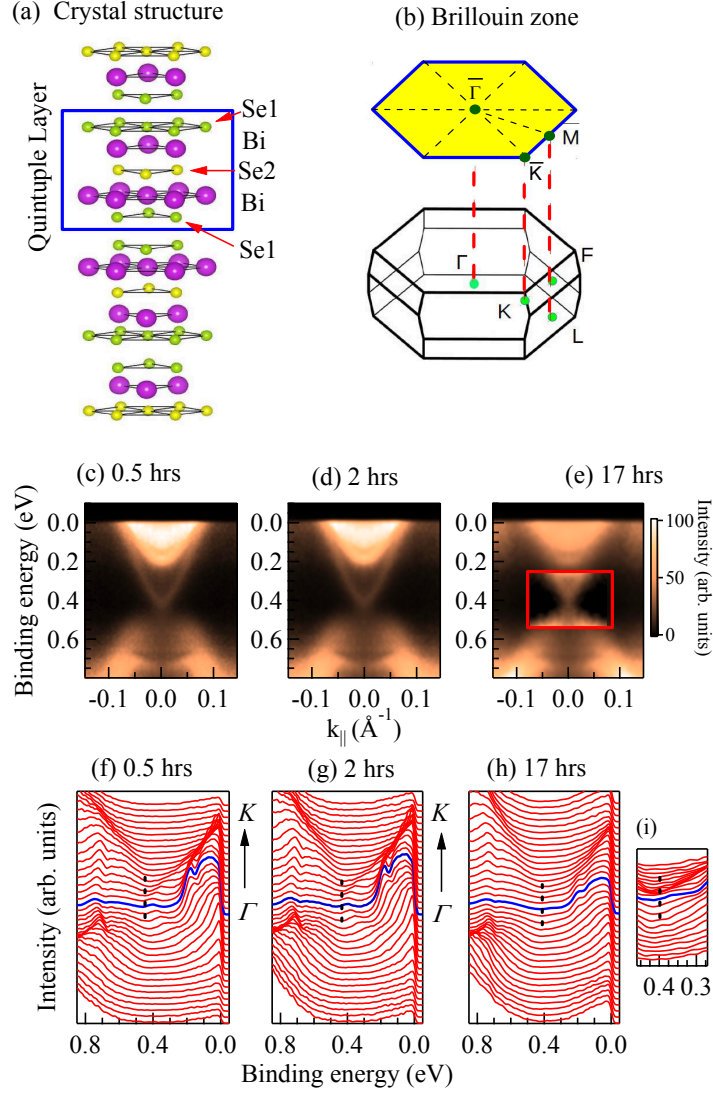 (a) Crystal structure
(b) Brillouin zone
Quintuple Layer
Se1
Bi
Se2
Bi
Se1
Γ̅
M̅
K̅
Γ
F
K
L
(c) 0.5 hrs
(d) 2 hrs
(e) 17 hrs
Binding energy (eV)
0.0
0.2
0.4
0.6
0.0
0.2
0.4
0.6
0.0
0.2
0.4
0.6
100
50
0
Intensity (arb. units)
-0.1 0.0 0.1
-0.1 0.0 0.1
-0.1 0.0 0.1
k|| (Å⁻¹)
(f) 0.5 hrs
(g) 2 hrs
(h) 17 hrs
(i)
Intensity (arb. units)
K
Γ
K
Γ
0.4 0.3
0.8 0.4 0.0
0.8 0.4 0.0
0.8 0.4 0.0
Binding energy (eV)